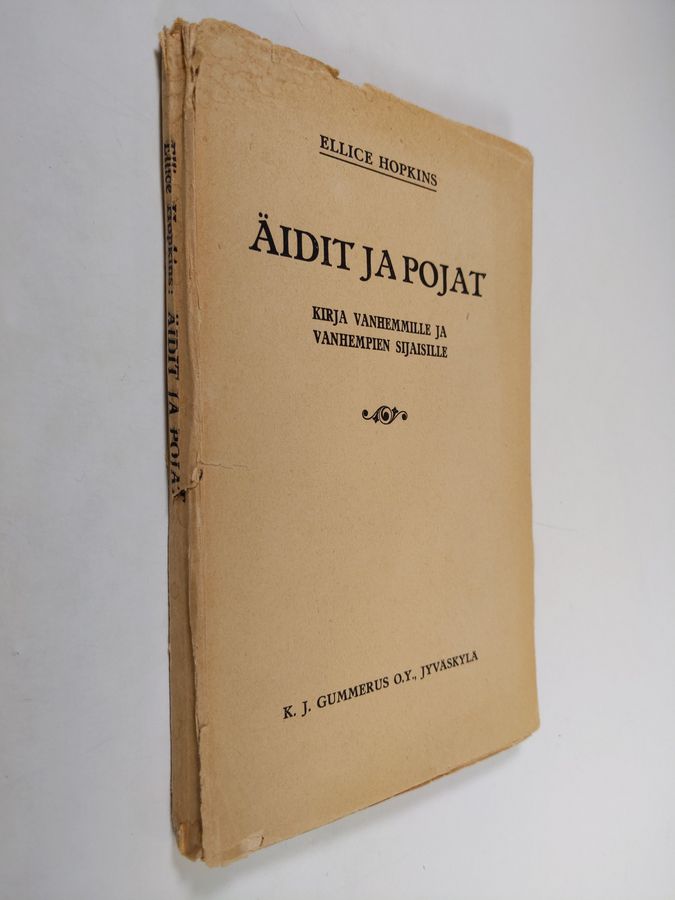 ELLICE HOPKINS
ÄIDIT JA POJAT
KIRJA VANHEMMILLE JA
VANHEMPIEN SIJAISILLE
K. J. GUMMERUS O.Y., JYVÄSKYLÄ
Ellice Hopkins: ÄIDIT JA POJAT